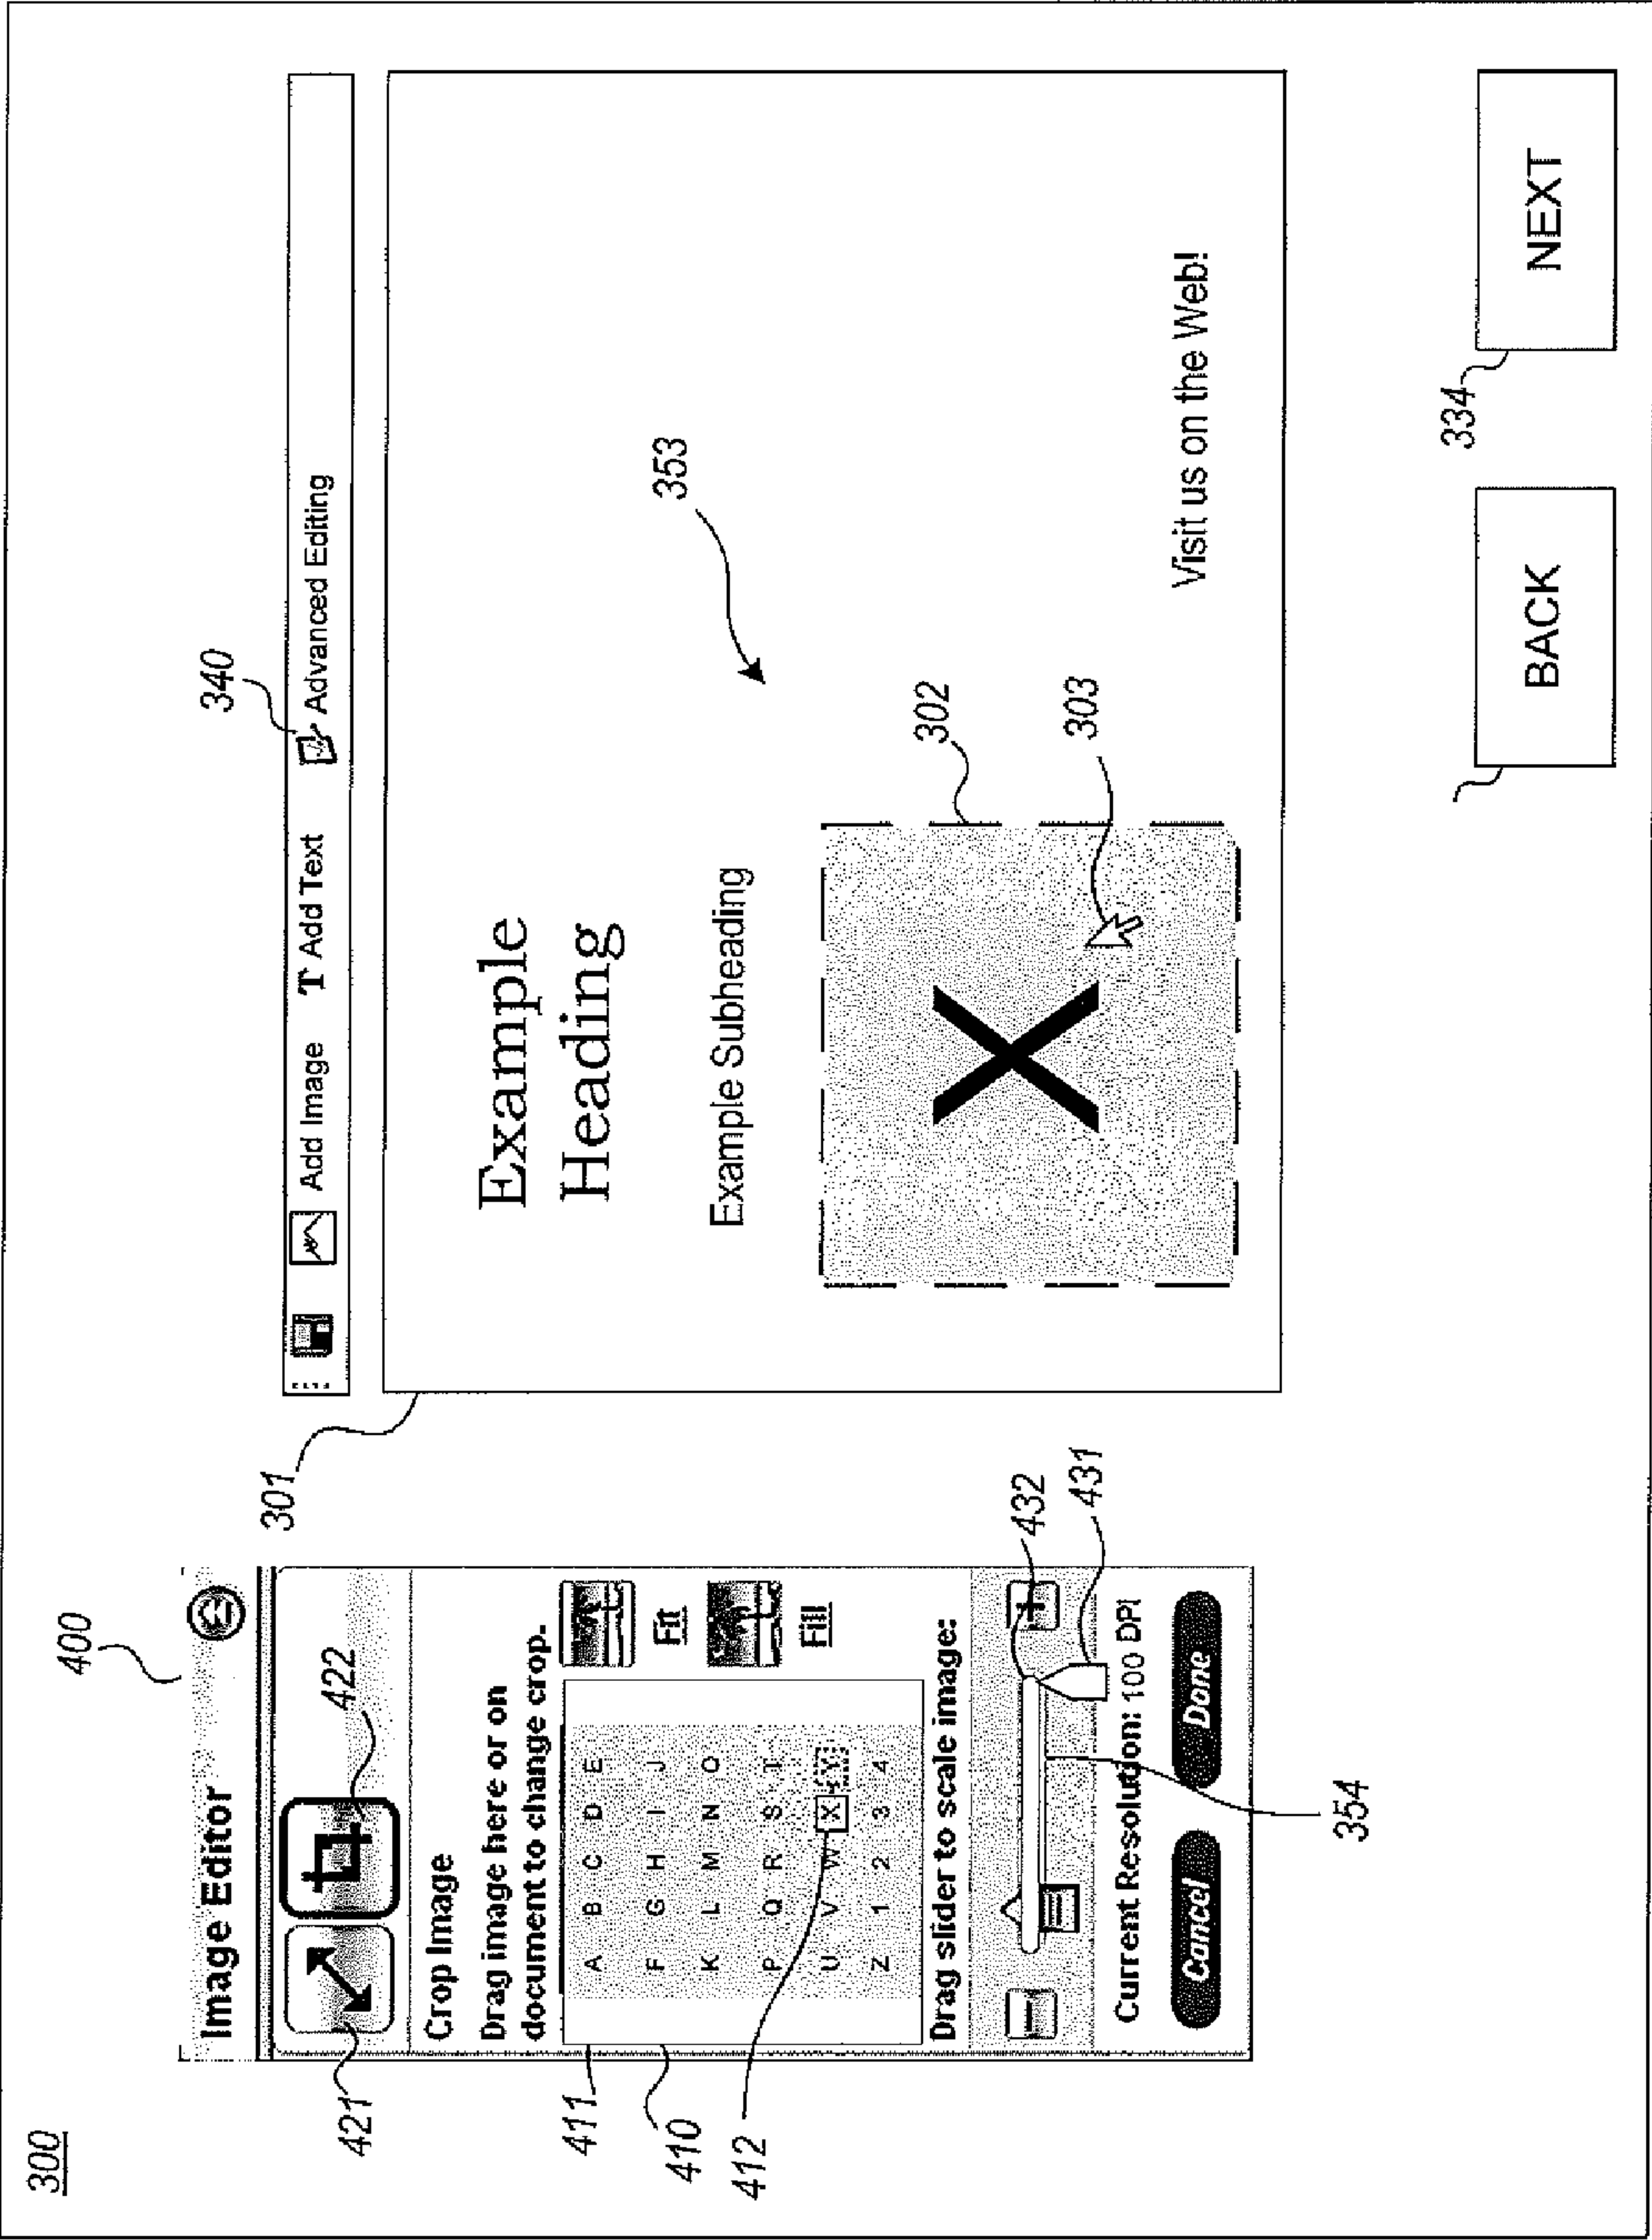 300
400
Image Editor
421
422
Crop Image
Drag image here or on
document to change crop.
411
410
412
A B C D E
F G H I J
K L M N O
P Q R S T
U V W X Y
Z 1 2 3 4
Fit
Fill
Drag slider to scale image:
432
431
Current Resolution: 100 DPI
354
Cancel
Done
301
340
Add Image
T Add Text
Advanced Editing
Example
Heading
353
Example Subheading
302
X
303
Visit us on the Web!
BACK
334
NEXT